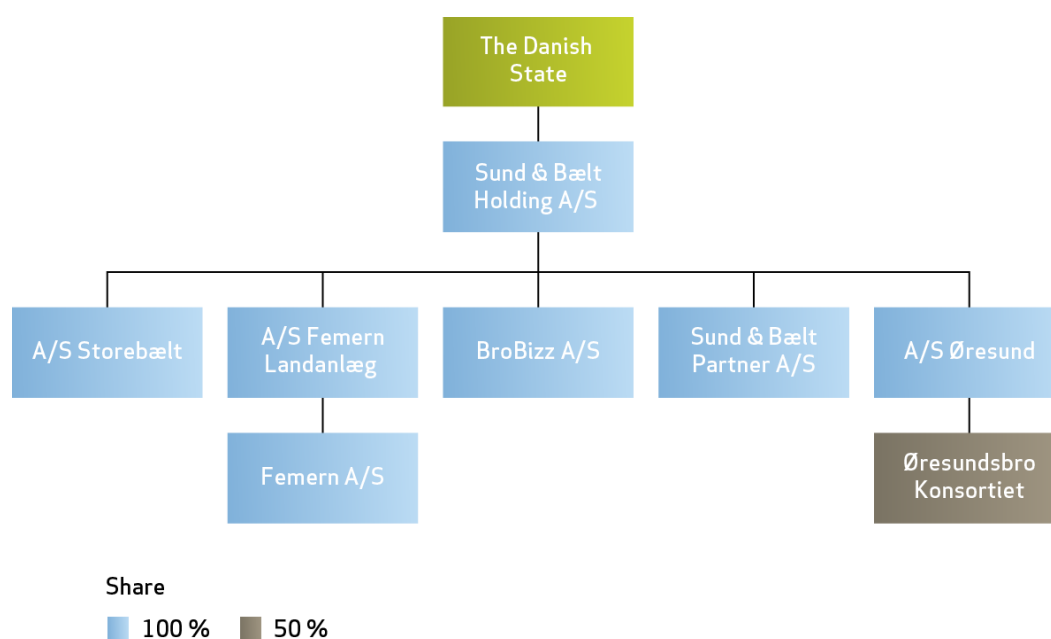 The Danish
State
Sund & Bælt
Holding A/S
A/S Storebælt
A/S Femern
Landanlæg
BroBizz A/S
Sund & Bælt
Partner A/S
A/S Øresund
Femern A/S
Øresundsbro
Konsortiet
Share
100 %
50 %